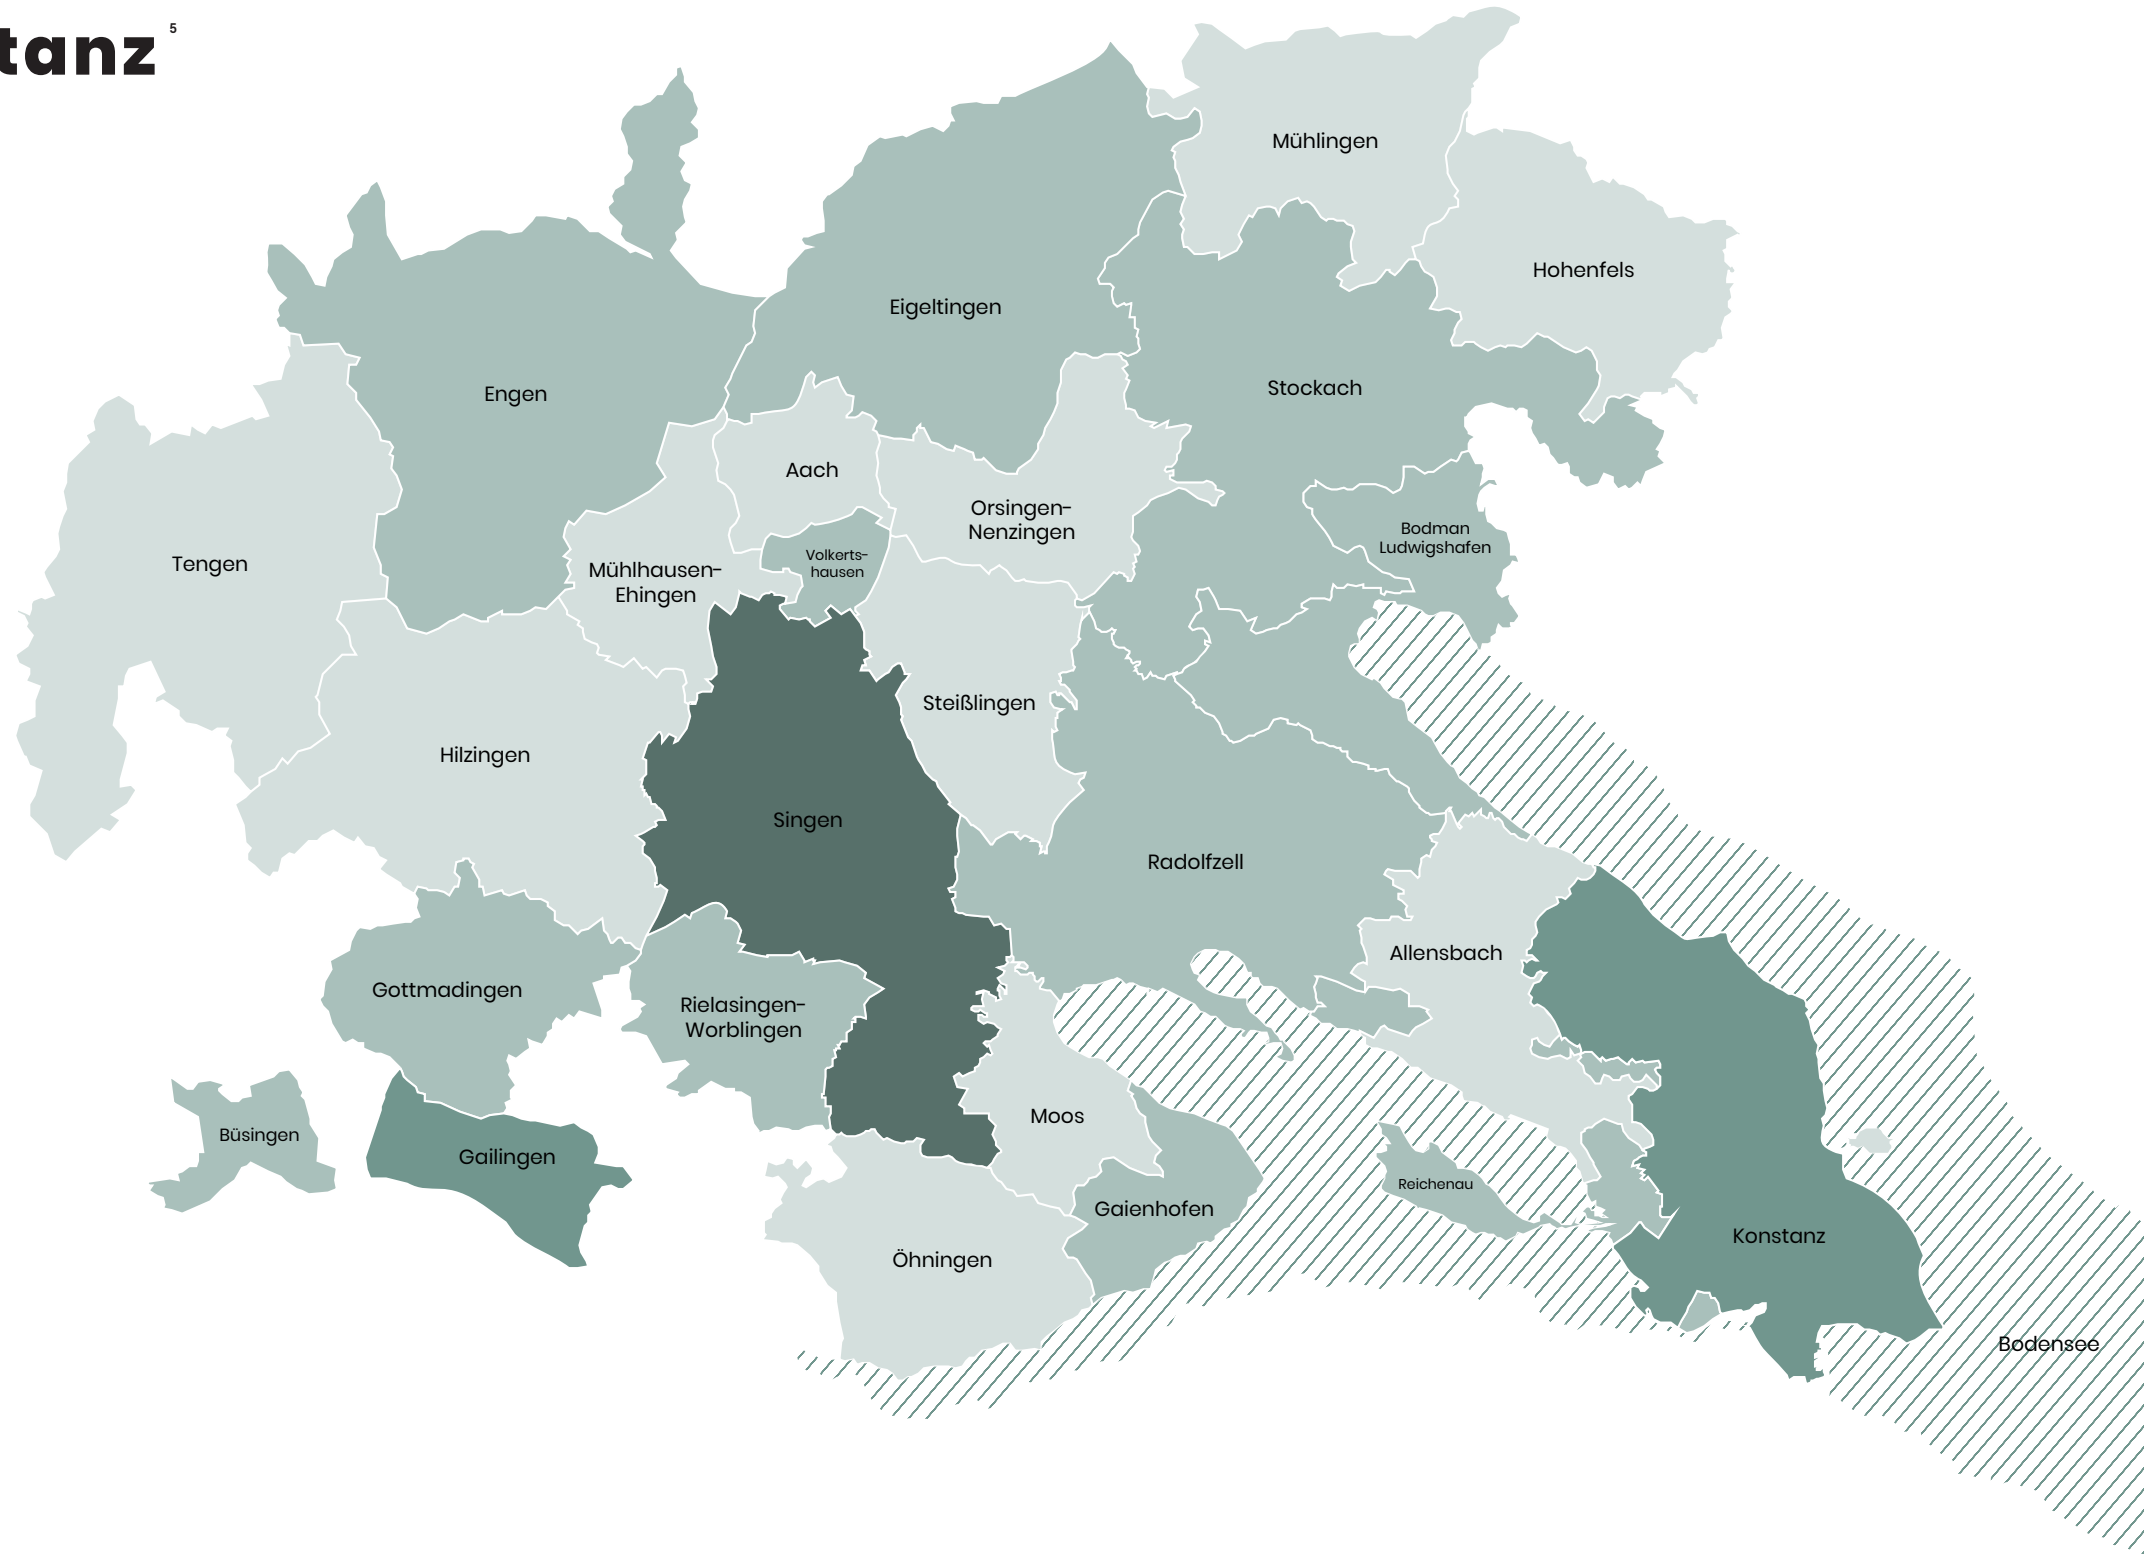 tanz 5
Mühlingen
Hohenfels
Eigeltingen
Stockach
Engen
Aach
Orsingen-
Nenzingen
Bodman
Ludwigshafen
Volkerts-
hausen
Tengen
Mühlhausen-
Ehingen
Steißlingen
Hilzingen
Singen
Radolfzell
Allensbach
Gottmadingen
Rielasingen-
Worblingen
Moos
Büsingen
Gailingen
Reichenau
Gaienhofen
Konstanz
Öhningen
Bodensee